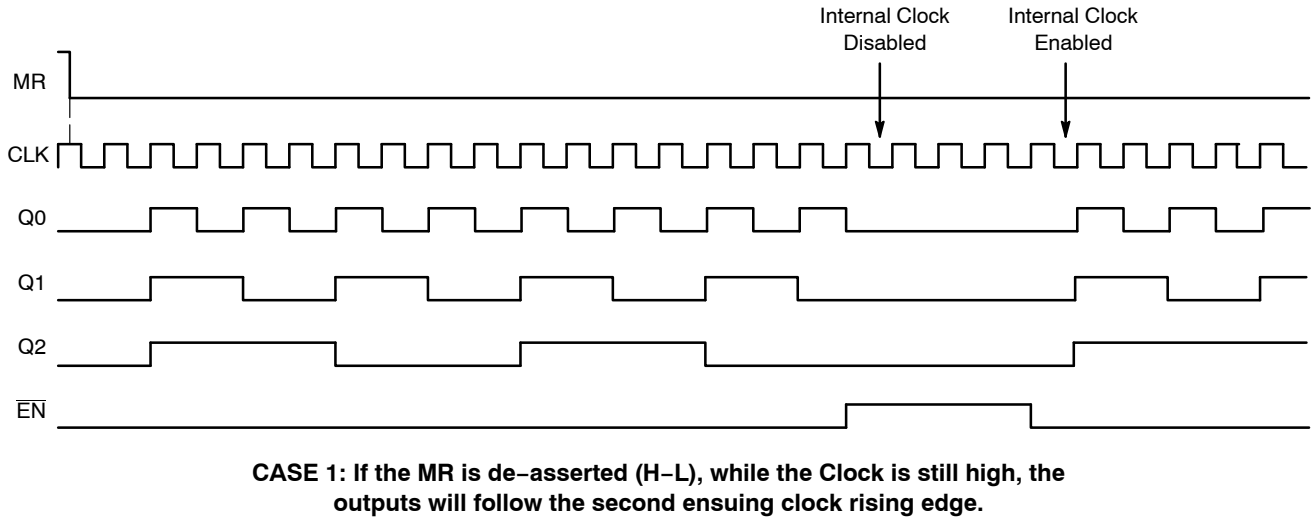 Internal Clock
Disabled
Internal Clock
Enabled
MR
CLK
Q0
Q1
Q2
E̅N̅
CASE 1: If the MR is de−asserted (H−L), while the Clock is still high, the
outputs will follow the second ensuing clock rising edge.